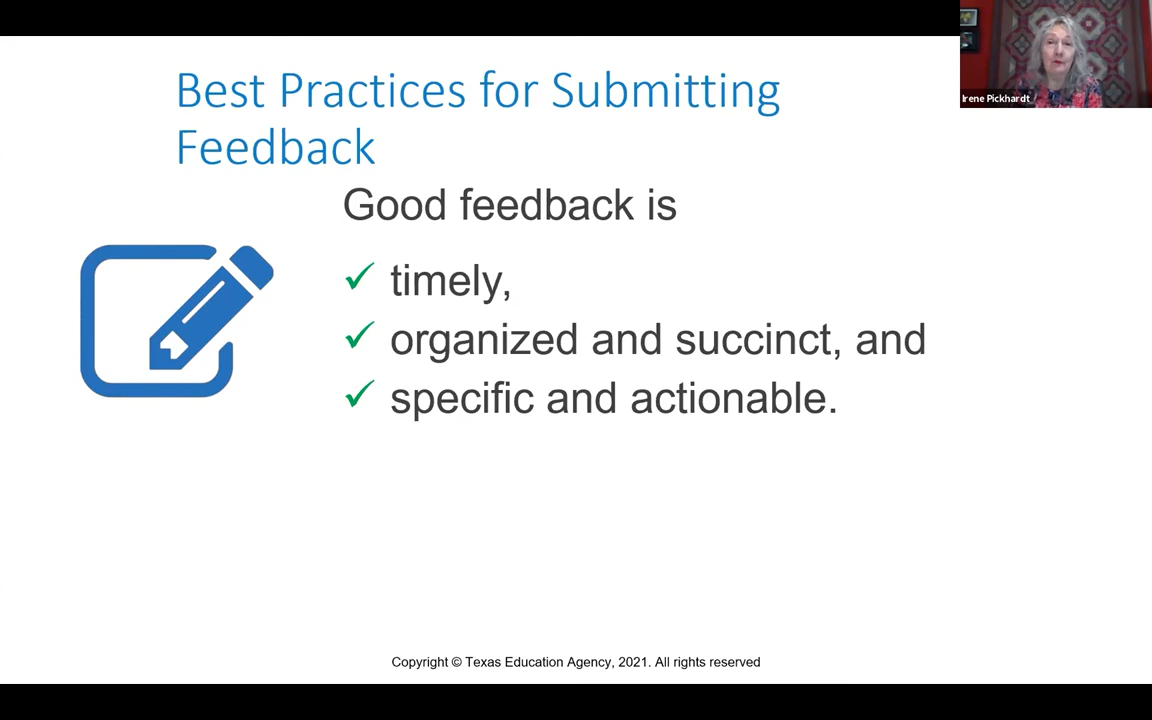 Best Practices for Submitting
Feedback
Irene Pickhardt
Good feedback is
✓ timely,
✓ organized and succinct, and
✓ specific and actionable.
Copyright © Texas Education Agency, 2021. All rights reserved